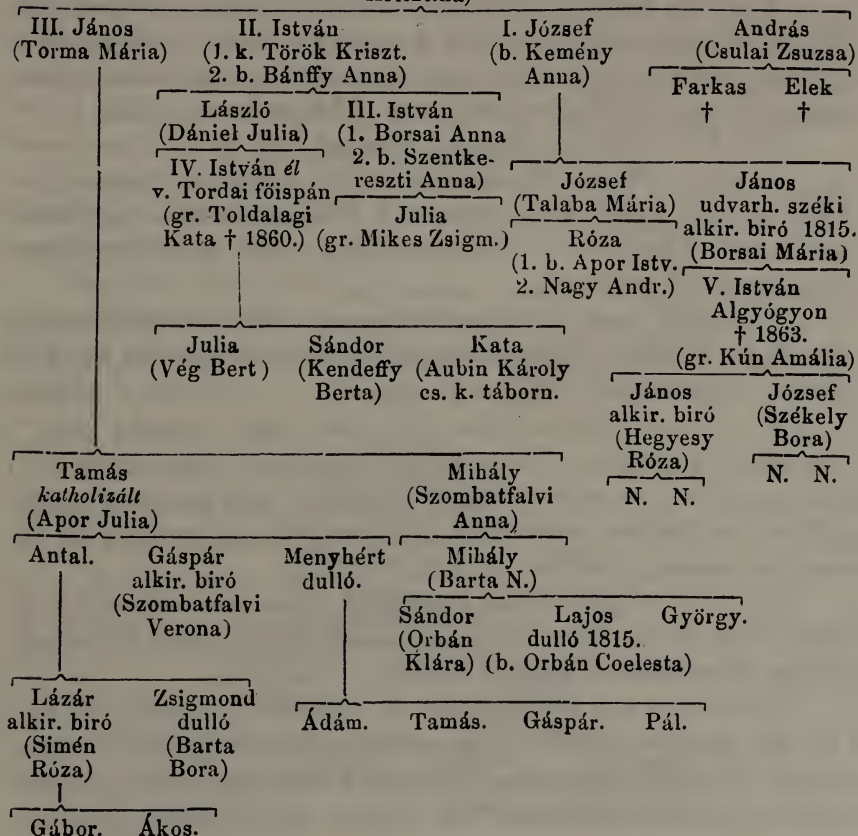 III. János II. István I. József András
(Torma Mária) (1. k. Török Kriszt. (b. Kemény (Csulai Zsuzsa)
2. b. Bánffy Anna) Anna)
Farkas Elek
† †
László III. István
(Dániel Julia) (1. Borsai Anna
2. b. Szentke-
reszti Anna)
IV. István él
v. Tordai főispán
(gr. Toldalagi
Kata † 1860.)
Julia
(gr. Mikes Zsigm.)
József János
(Talaba Mária) udvarh. széki
alkir. biró 1815.
(Borsai Mária)
Róza
(1. b. Apor Istv.
2. Nagy Andr.)
V. István
Algyógyon
† 1863.
(gr. Kún Amália)
Julia Sándor Kata
(Vég Bert) (Kendeffy (Aubin Károly
Berta) cs. k. táborn.
János József
alkir. biró (Székely
(Hegyesy Bora)
Róza)
N. N. N. N.
Tamás Mihály
katholizált (Szombatfalvi
(Apor Julia) Anna)
Antal. Gáspár Menyhért Mihály
alkir. biró dulló. (Barta N.)
(Szombatfalvi
Verona)
Sándor Lajos György.
(Orbán dulló 1815.
Klára) (b. Orbán Coelesta)
Lázár Zsigmond
alkir. biró dulló
(Simén (Barta
Róza) Bora)
Ádám. Tamás. Gáspár. Pál.
Gábor. Ákos.